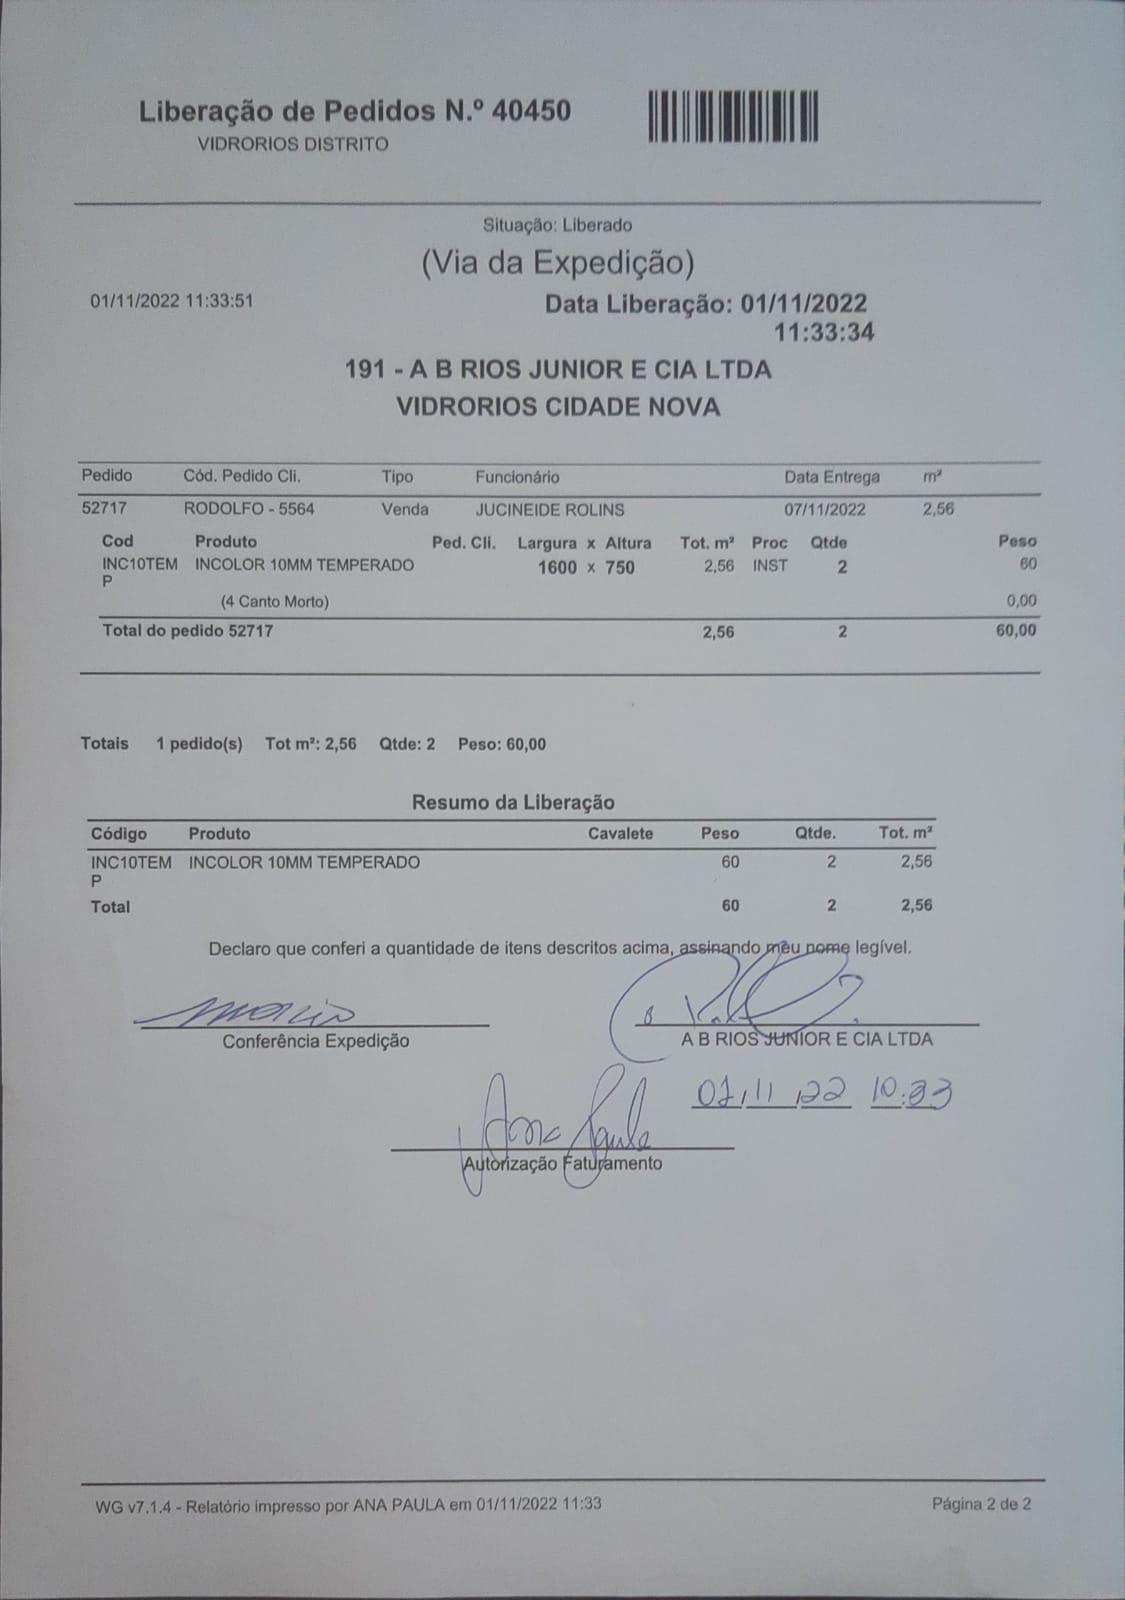 Liberação de Pedidos N.º 40450
VIDRORIOS DISTRITO
Situação: Liberado
(Via da Expedição)
01/11/2022 11:33:51 Data Liberação: 01/11/2022
11:33:34
191 - A B RIOS JUNIOR E CIA LTDA
VIDRORIOS CIDADE NOVA
Pedido Cód. Pedido Cli. Tipo Funcionário Data Entrega m²
52717 RODOLFO - 5564 Venda JUCINEIDE ROLINS 07/11/2022 2,56
Cod Produto Ped. Cli. Largura x Altura Tot. m² Proc Qtde Peso
INC10TEM INCOLOR 10MM TEMPERADO 1600 x 750 2,56 INST 2 60
P
(4 Canto Morto) 0,00
Total do pedido 52717 2,56 2 60,00
Totais 1 pedido(s) Tot m²: 2,56 Qtde: 2 Peso: 60,00
Resumo da Liberação
Código Produto Cavalete Peso Qtde. Tot. m²
INC10TEM INCOLOR 10MM TEMPERADO 60 2 2,56
P
Total 60 2 2,56
Declaro que conferi a quantidade de itens descritos acima, assinando meu nome legível.
Conferência Expedição A B RIOS JUNIOR E CIA LTDA
01,11,22 10:33
Ana Paula
Autorização Faturamento
WG v7.1.4 - Relatório impresso por ANA PAULA em 01/11/2022 11:33 Página 2 de 2